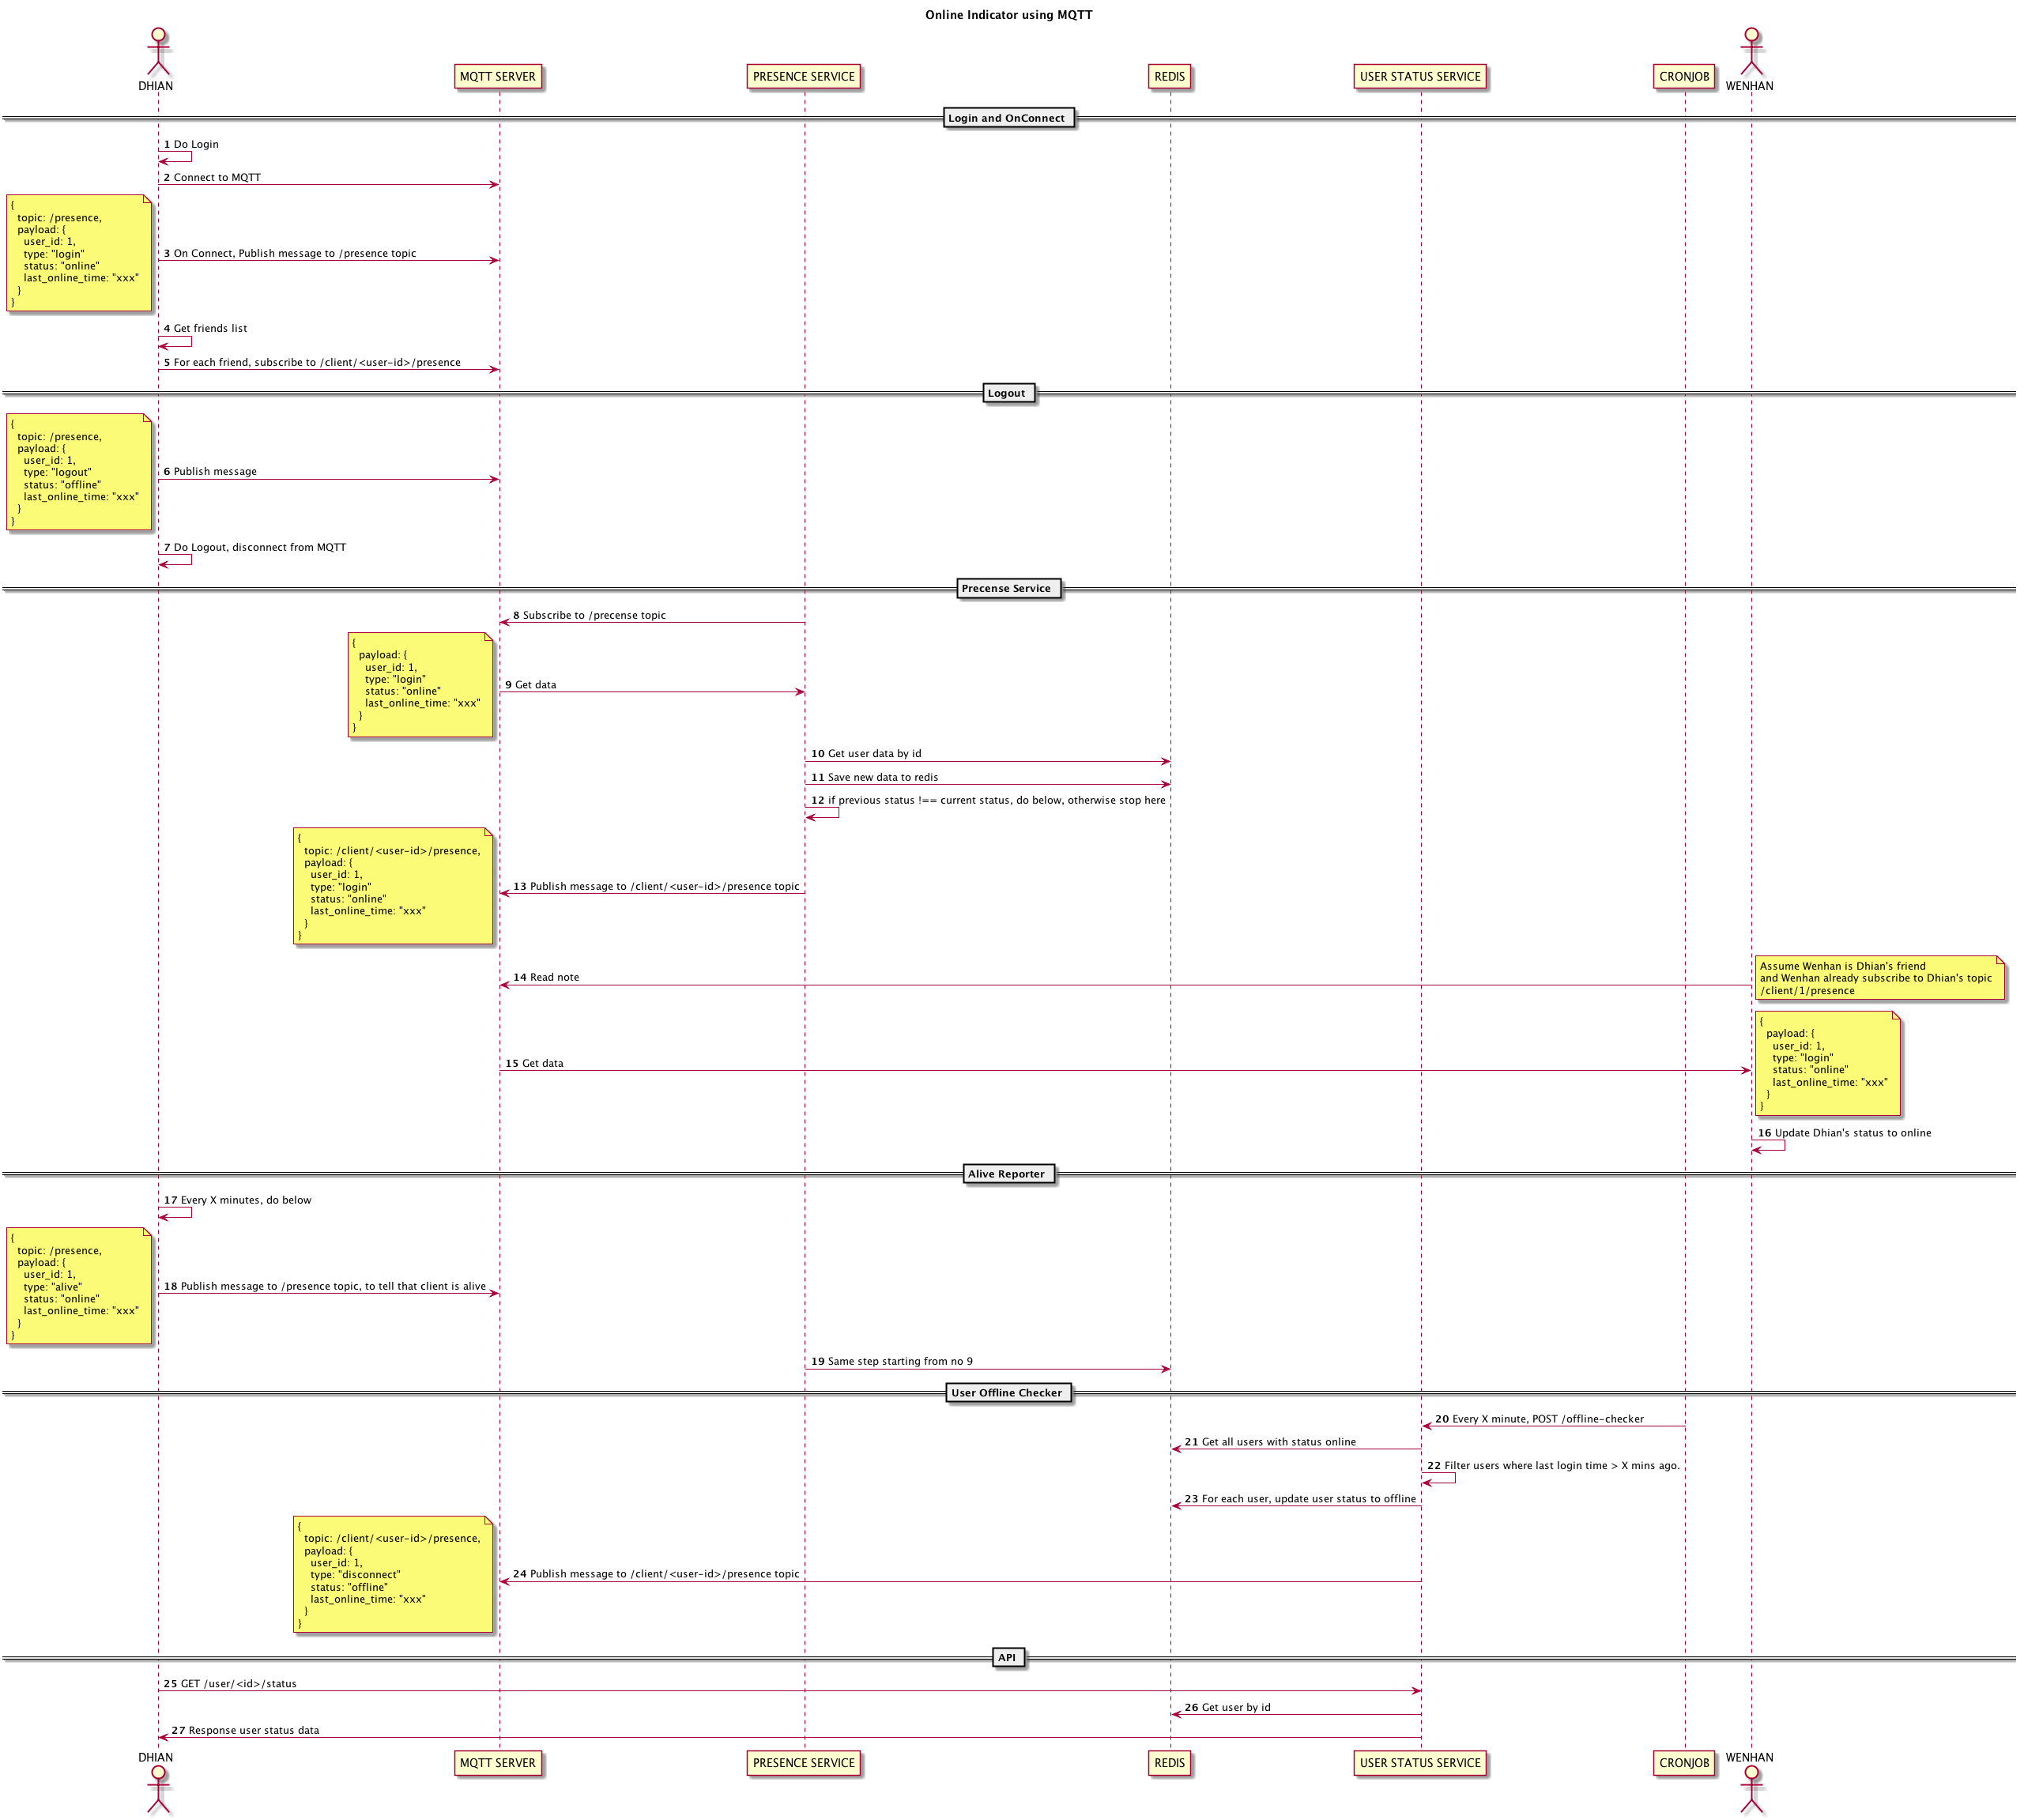 Online Indicator using MQTT
DHIAN
MQTT SERVER
PRESENCE SERVICE
REDIS
USER STATUS SERVICE
CRONJOB
WENHAN
Login and OnConnect
1 Do Login
2 Connect to MQTT
{
topic: /presence,
payload: {
user_id: 1,
type: "login"
status: "online"
last_online_time: "xxx"
}
}
3 On Connect, Publish message to /presence topic
4 Get friends list
5 For each friend, subscribe to /client/<user-id>/presence
Logout
{
topic: /presence,
payload: {
user_id: 1,
type: "logout"
status: "offline"
last_online_time: "xxx"
}
}
6 Publish message
7 Do Logout, disconnect from MQTT
Precense Service
8 Subscribe to /precense topic
{
payload: {
user_id: 1,
type: "login"
status: "online"
last_online_time: "xxx"
}
}
9 Get data
10 Get user data by id
11 Save new data to redis
12 if previous status !== current status, do below, otherwise stop here
{
topic: /client/<user-id>/presence,
payload: {
user_id: 1,
type: "login"
status: "online"
last_online_time: "xxx"
}
}
13 Publish message to /client/<user-id>/presence topic
14 Read note
Assume Wenhan is Dhian's friend
and Wenhan already subscribe to Dhian's topic
/client/1/presence
15 Get data
{
payload: {
user_id: 1,
type: "login"
status: "online"
last_online_time: "xxx"
}
}
16 Update Dhian's status to online
Alive Reporter
17 Every X minutes, do below
{
topic: /presence,
payload: {
user_id: 1,
type: "alive"
status: "online"
last_online_time: "xxx"
}
}
18 Publish message to /presence topic, to tell that client is alive
19 Same step starting from no 9
User Offline Checker
20 Every X minute, POST /offline-checker
21 Get all users with status online
22 Filter users where last login time > X mins ago.
23 For each user, update user status to offline
{
topic: /client/<user-id>/presence,
payload: {
user_id: 1,
type: "disconnect"
status: "offline"
last_online_time: "xxx"
}
}
24 Publish message to /client/<user-id>/presence topic
API
25 GET /user/<id>/status
26 Get user by id
27 Response user status data
DHIAN
MQTT SERVER
PRESENCE SERVICE
REDIS
USER STATUS SERVICE
CRONJOB
WENHAN